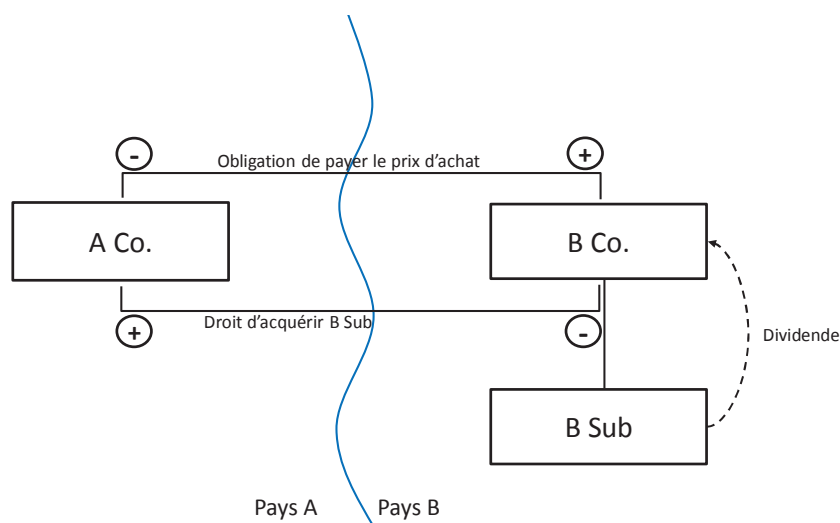 -
+
Obligation de payer le prix d’achat
A Co.
B Co.
Droit d’acquérir B Sub
+
-
Dividende
B Sub
Pays A
Pays B